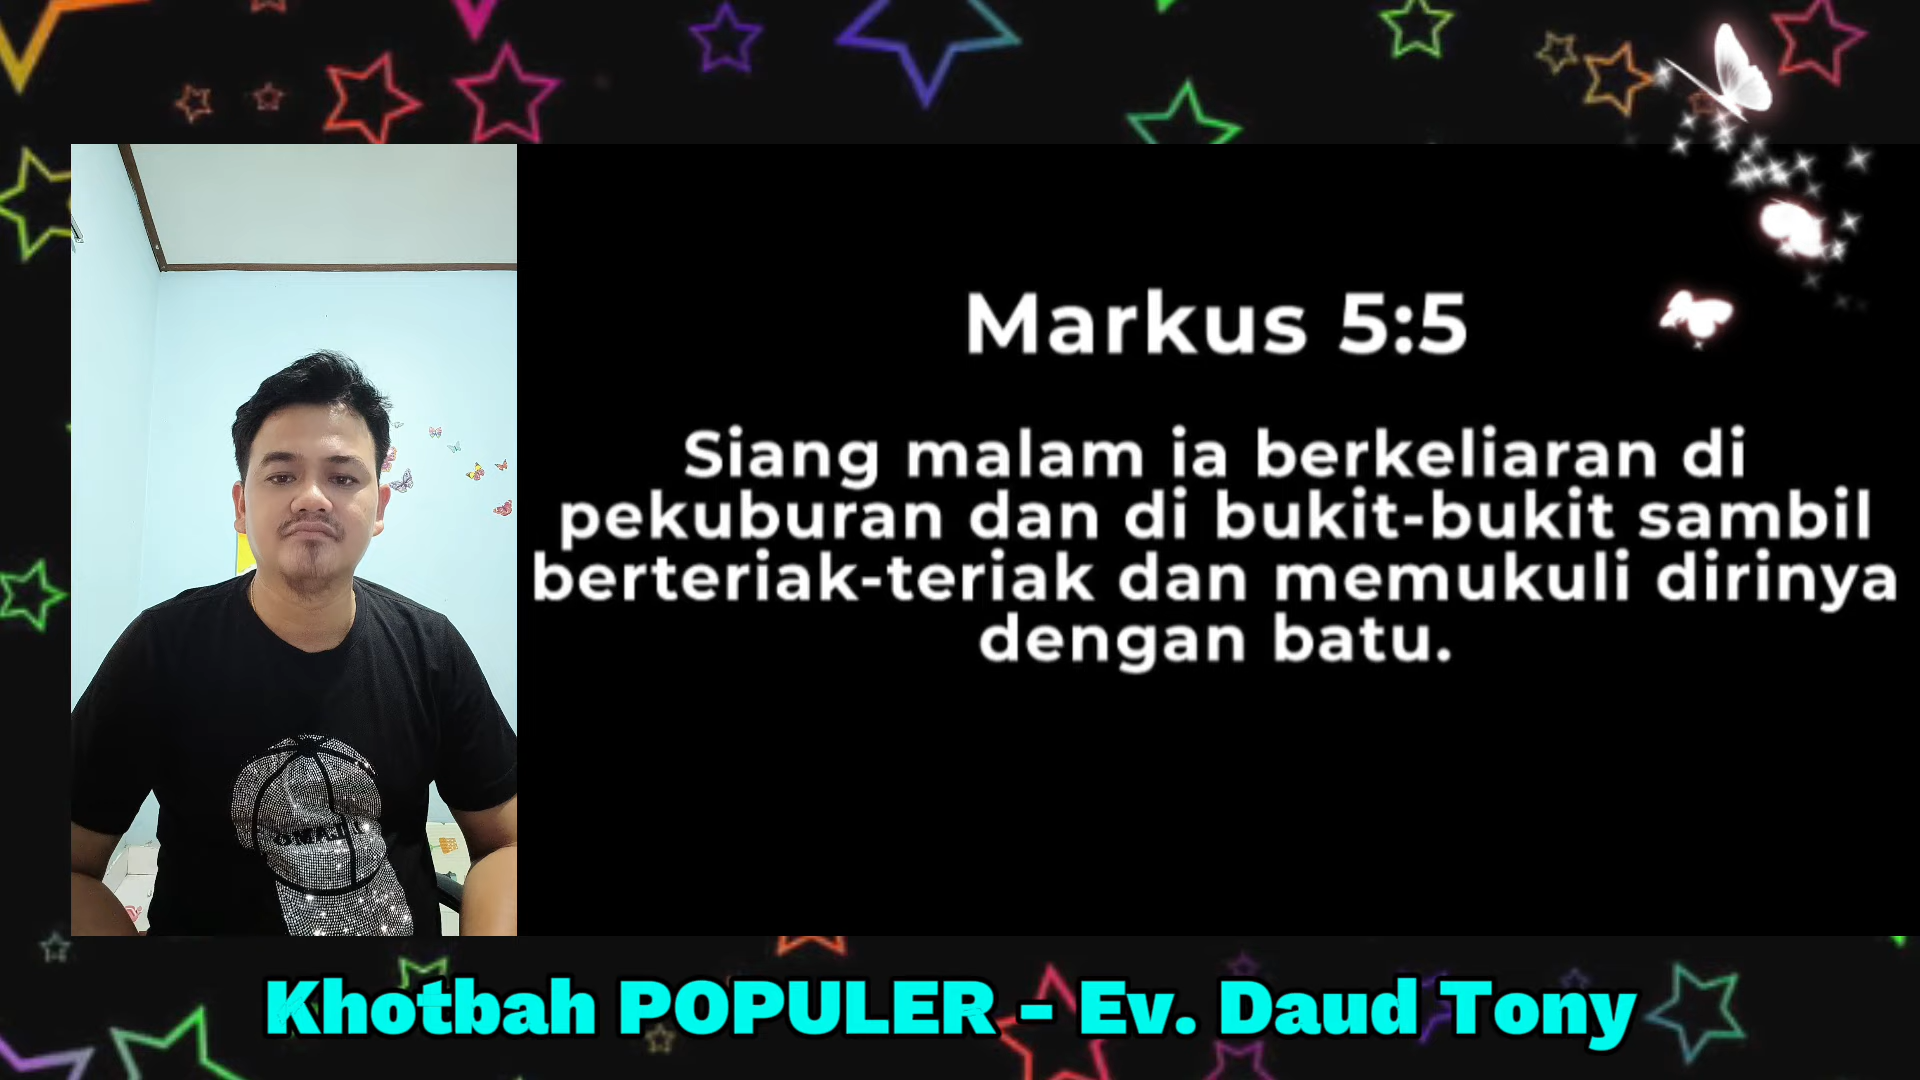 Markus 5:5
Siang malam ia berkeliaran di
pekuburan dan di bukit-bukit sambil
berteriak-teriak dan memukuli dirinya
dengan batu.
Khotbah POPULER - Ev. Daud Tony